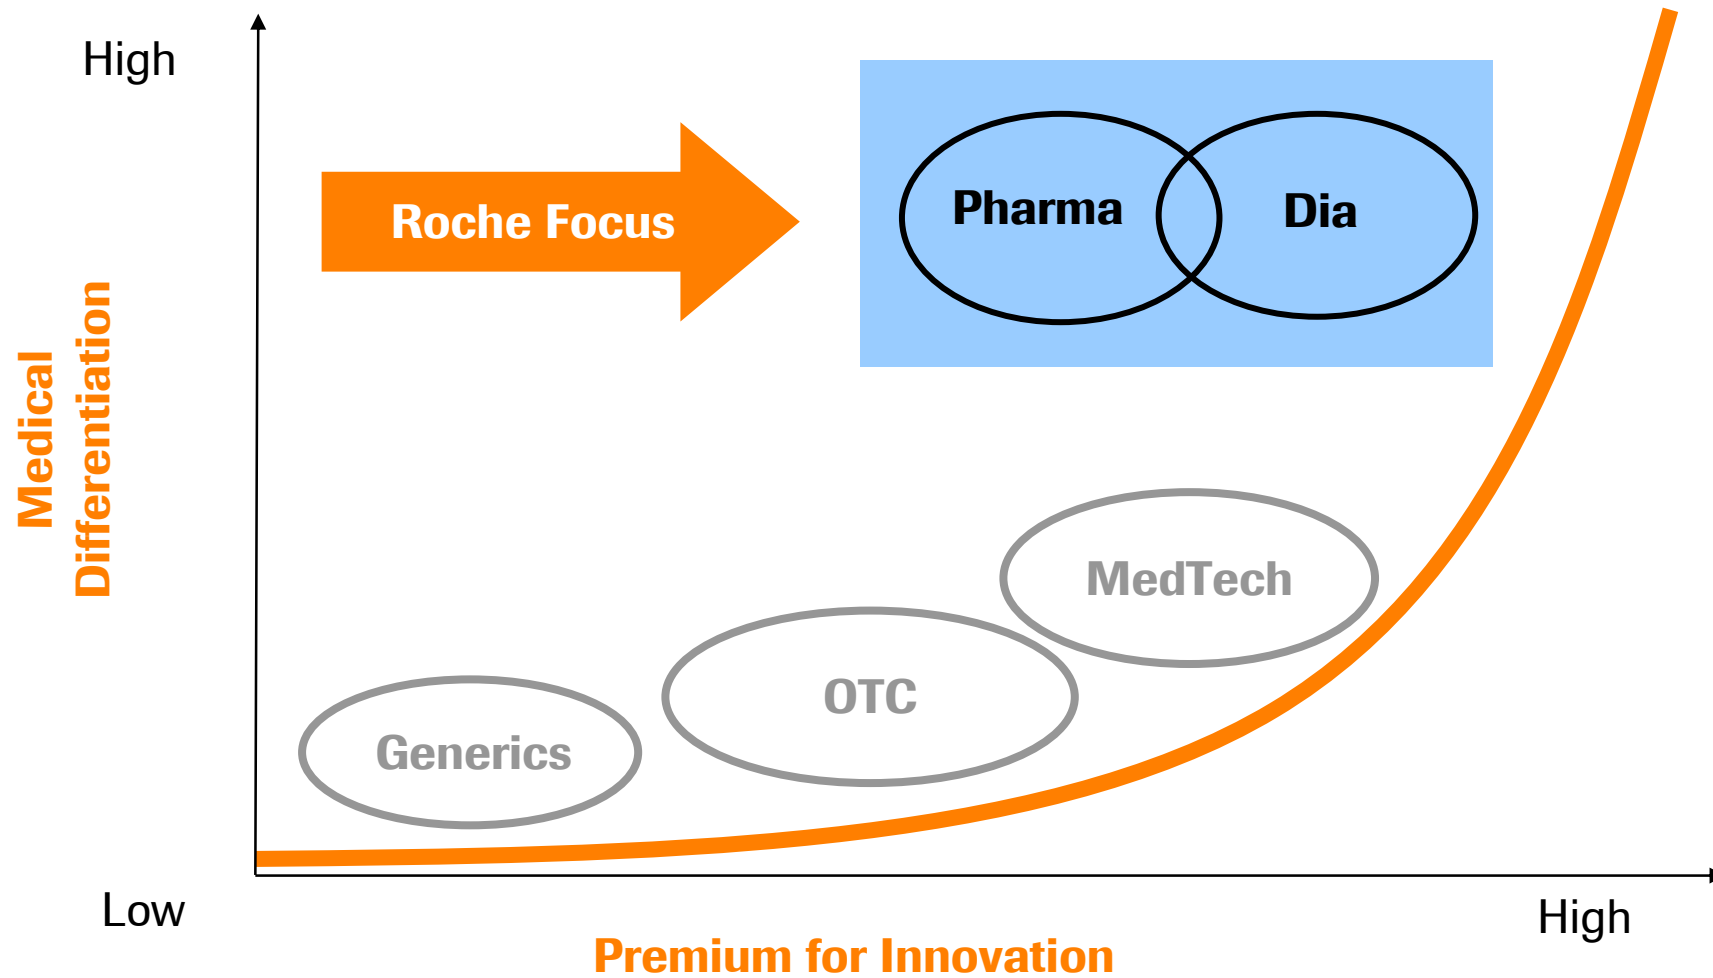 High
Roche Focus
Pharma
Dia
Medical
Differentiation
MedTech
OTC
Generics
Low
High
Premium for Innovation